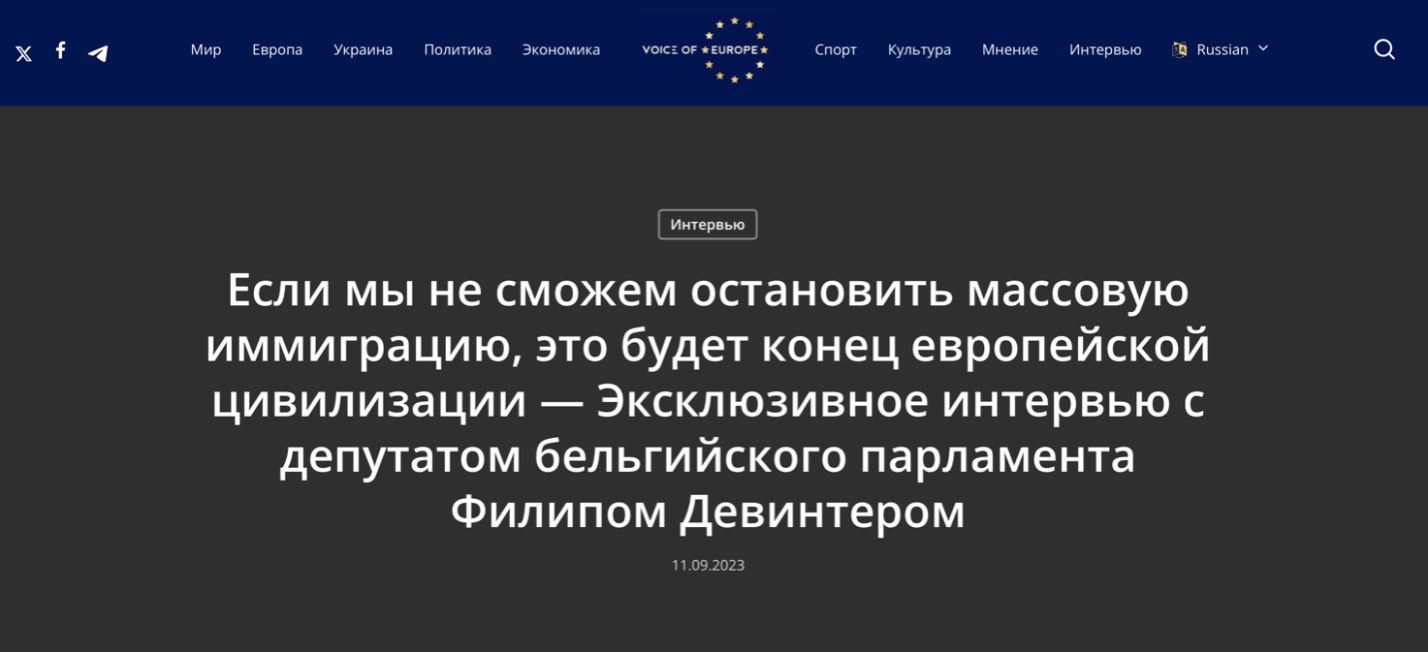 Мир Европа Украина Политика Экономика VOICE OF EUROPE Спорт Культура Мнение Интервью Russian
Интервью
Если мы не сможем остановить массовую
иммиграцию, это будет конец европейской
цивилизации — Эксклюзивное интервью с
депутатом бельгийского парламента
Филипом Девинтером
11.09.2023